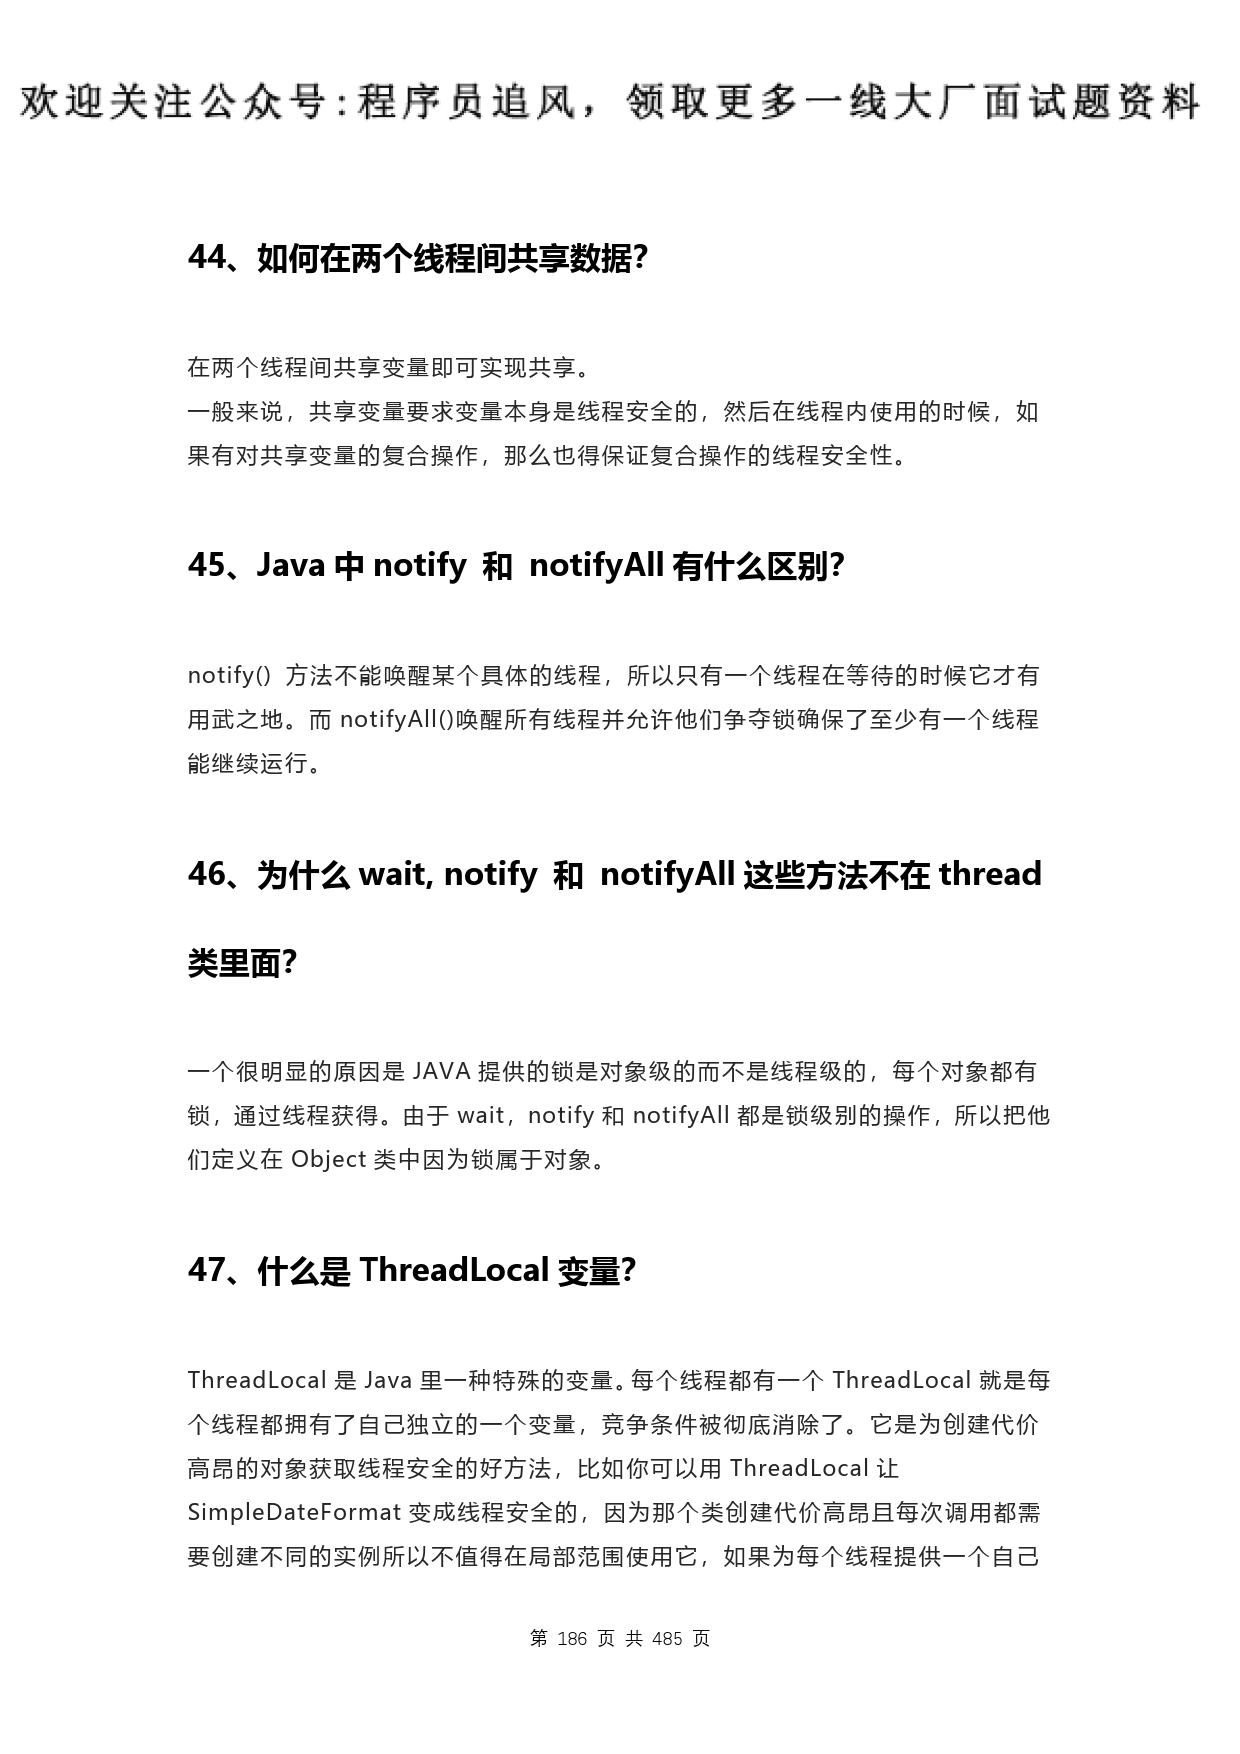 欢迎关注公众号:程序员追风，领取更多一线大厂面试题资料
44、如何在两个线程间共享数据？
在两个线程间共享变量即可实现共享。
一般来说，共享变量要求变量本身是线程安全的，然后在线程内使用的时候，如
果有对共享变量的复合操作，那么也得保证复合操作的线程安全性。
45、Java 中 notify 和 notifyAll 有什么区别？
notify() 方法不能唤醒某个具体的线程，所以只有一个线程在等待的时候它才有
用武之地。而 notifyAll()唤醒所有线程并允许他们争夺锁确保了至少有一个线程
能继续运行。
46、为什么 wait, notify 和 notifyAll 这些方法不在 thread
类里面？
一个很明显的原因是 JAVA 提供的锁是对象级的而不是线程级的，每个对象都有
锁，通过线程获得。由于 wait，notify 和 notifyAll 都是锁级别的操作，所以把他
们定义在 Object 类中因为锁属于对象。
47、什么是 ThreadLocal 变量？
ThreadLocal 是 Java 里一种特殊的变量。每个线程都有一个 ThreadLocal 就是每
个线程都拥有了自己独立的一个变量，竞争条件被彻底消除了。它是为创建代价
高昂的对象获取线程安全的好方法，比如你可以用 ThreadLocal 让
SimpleDateFormat 变成线程安全的，因为那个类创建代价高昂且每次调用都需
要创建不同的实例所以不值得在局部范围使用它，如果为每个线程提供一个自己
第 186 页 共 485 页